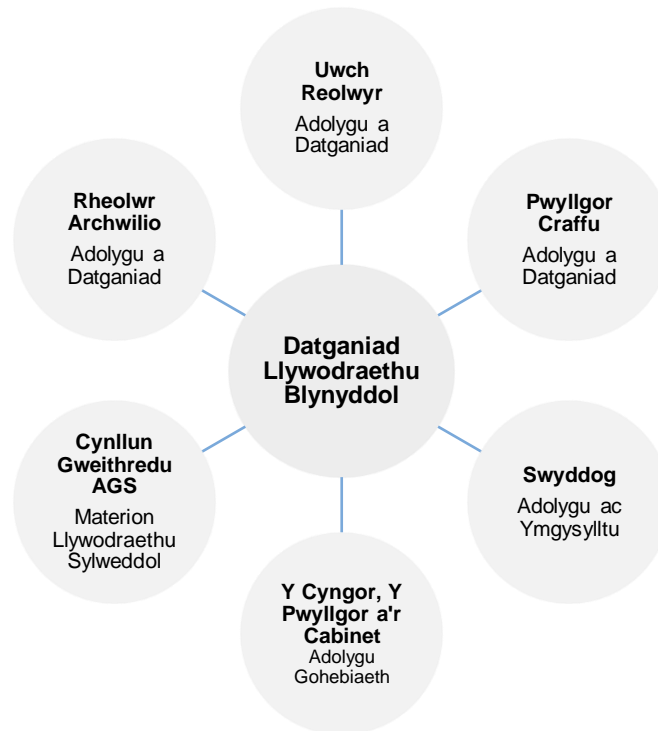 Uwch
Reolwyr
Adolygu a
Datganiad
Rheolwr
Archwilio
Adolygu a
Datganiad
Pwyllgor
Craffu
Adolygu a
Datganiad
Datganiad
Llywodraethu
Blynyddol
Cynllun
Gweithredu
AGS
Materion
Llywodraethu
Sylweddol
Swyddog
Adolygu ac
Ymgysylltu
Y Cyngor, Y
Pwyllgor a'r
Cabinet
Adolygu
Gohebiaeth